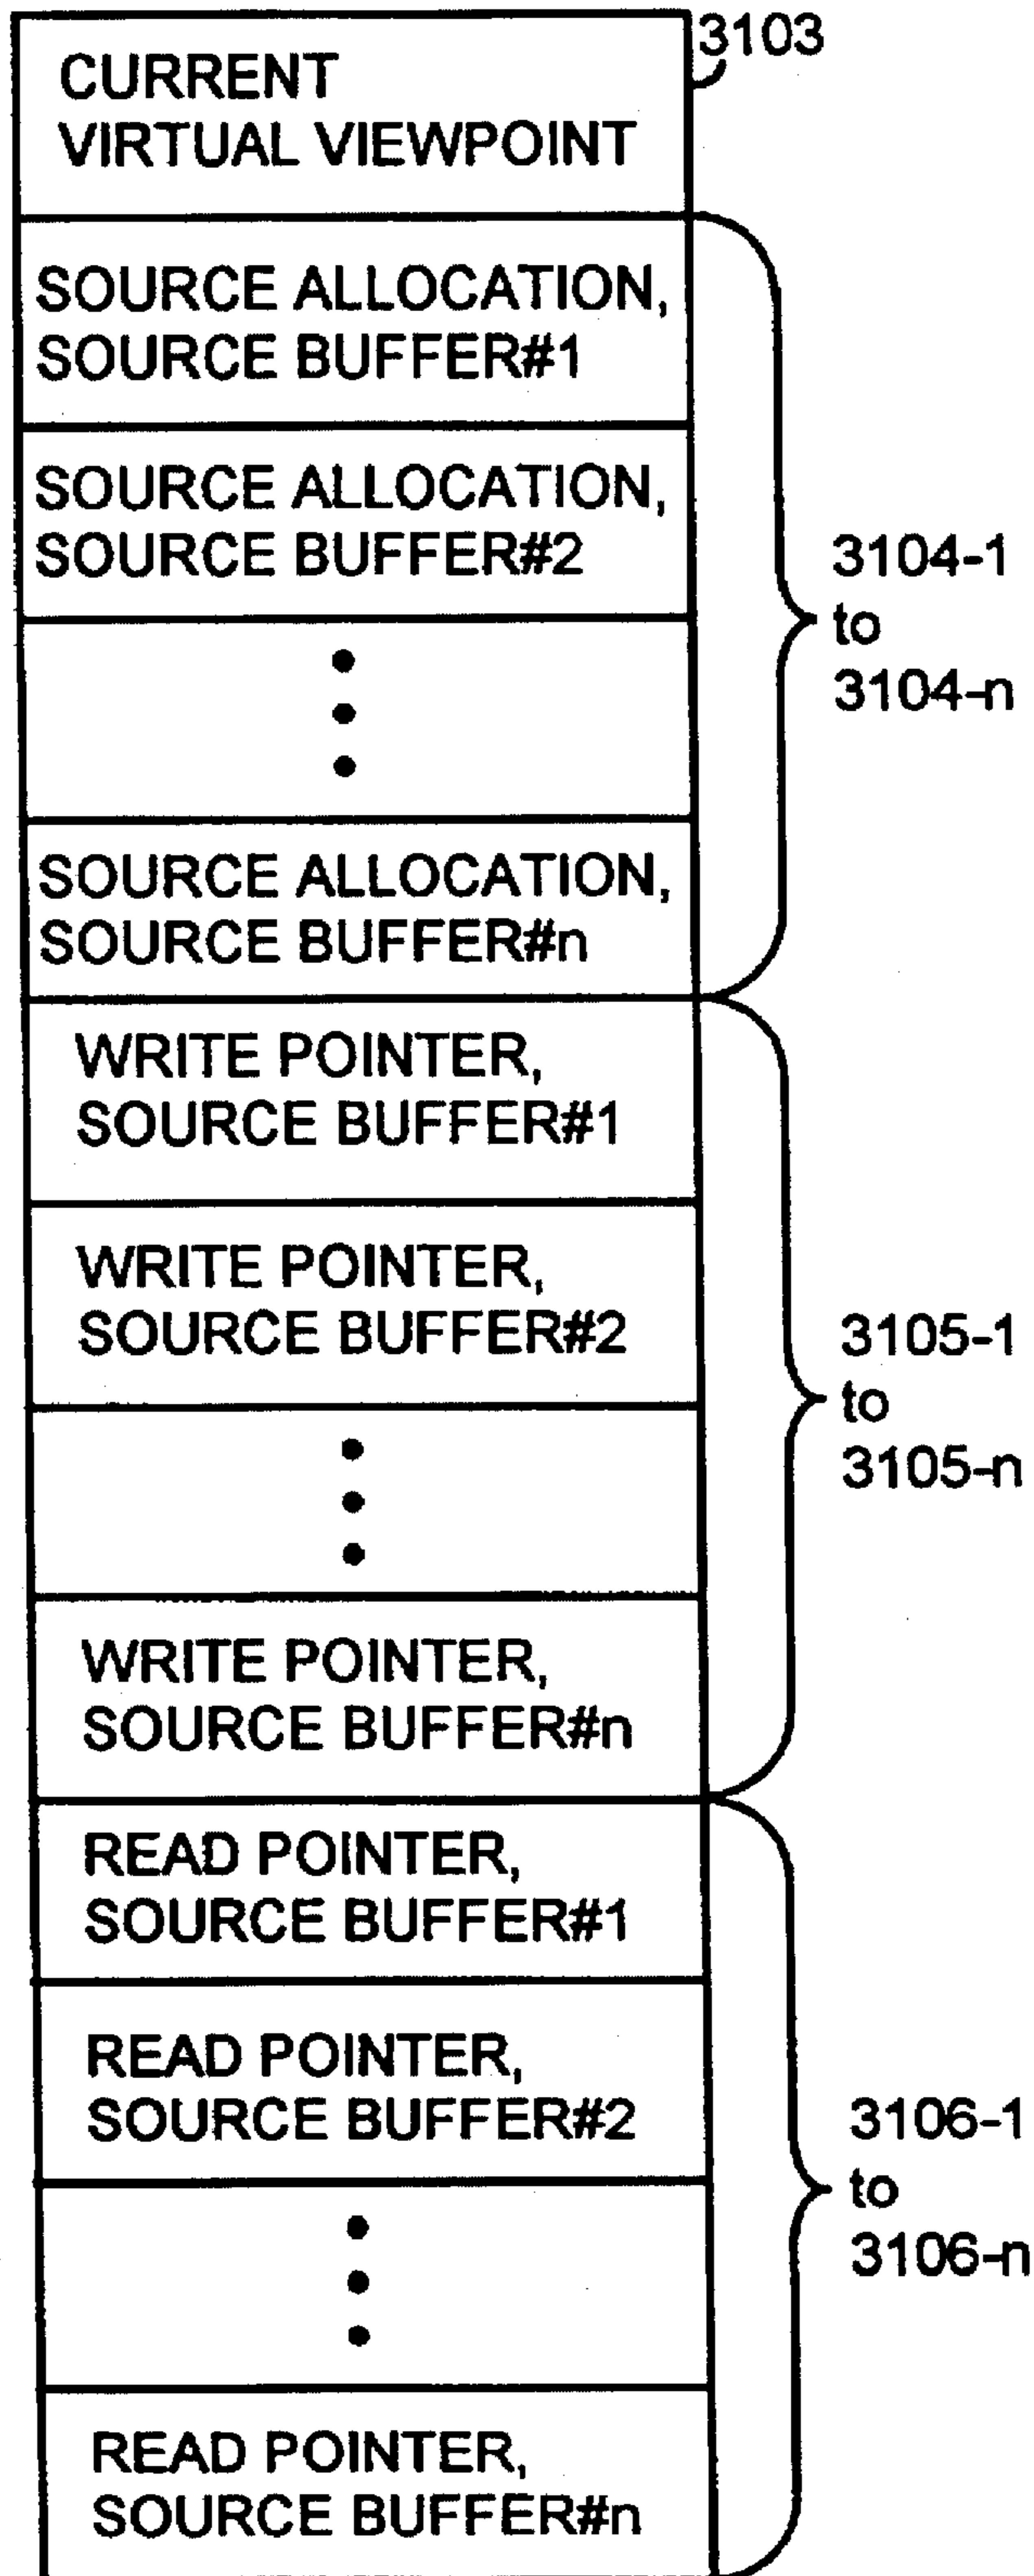 3103
CURRENT
VIRTUAL VIEWPOINT
SOURCE ALLOCATION,
SOURCE BUFFER#1
SOURCE ALLOCATION,
SOURCE BUFFER#2
3104-1
to
3104-n
SOURCE ALLOCATION,
SOURCE BUFFER#n
WRITE POINTER,
SOURCE BUFFER#1
WRITE POINTER,
SOURCE BUFFER#2
3105-1
to
3105-n
WRITE POINTER,
SOURCE BUFFER#n
READ POINTER,
SOURCE BUFFER#1
READ POINTER,
SOURCE BUFFER#2
3106-1
to
3106-n
READ POINTER,
SOURCE BUFFER#n